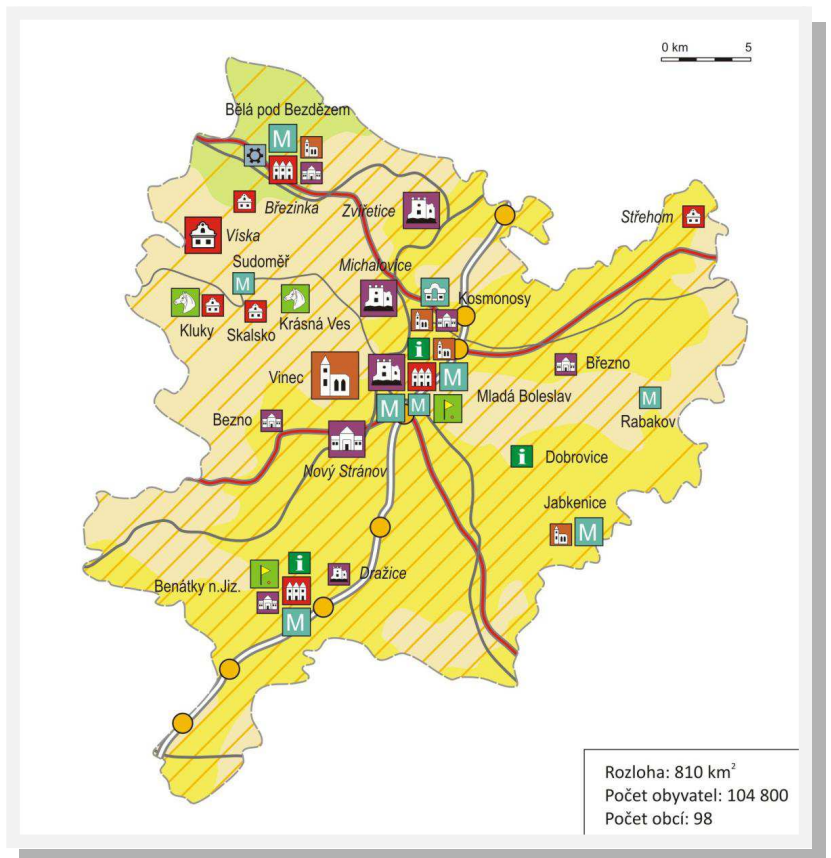 0 km 5
Bělá pod Bezdězem
M
Březinka
Zvířetice
Střehom
Víska
Sudoměř
M
Michalovice
Kosmonosy
Kluky
Skalsko
Krásná Ves
i
Vinec
M
Březno
Mladá Boleslav
M
M
M
Rabakov
Bezno
Nový Stránov
i
Dobrovice
Jabkenice
M
i
Dražice
Benátky n.Jiz.
M
Rozloha: 810 km²
Počet obyvatel: 104 800
Počet obcí: 98